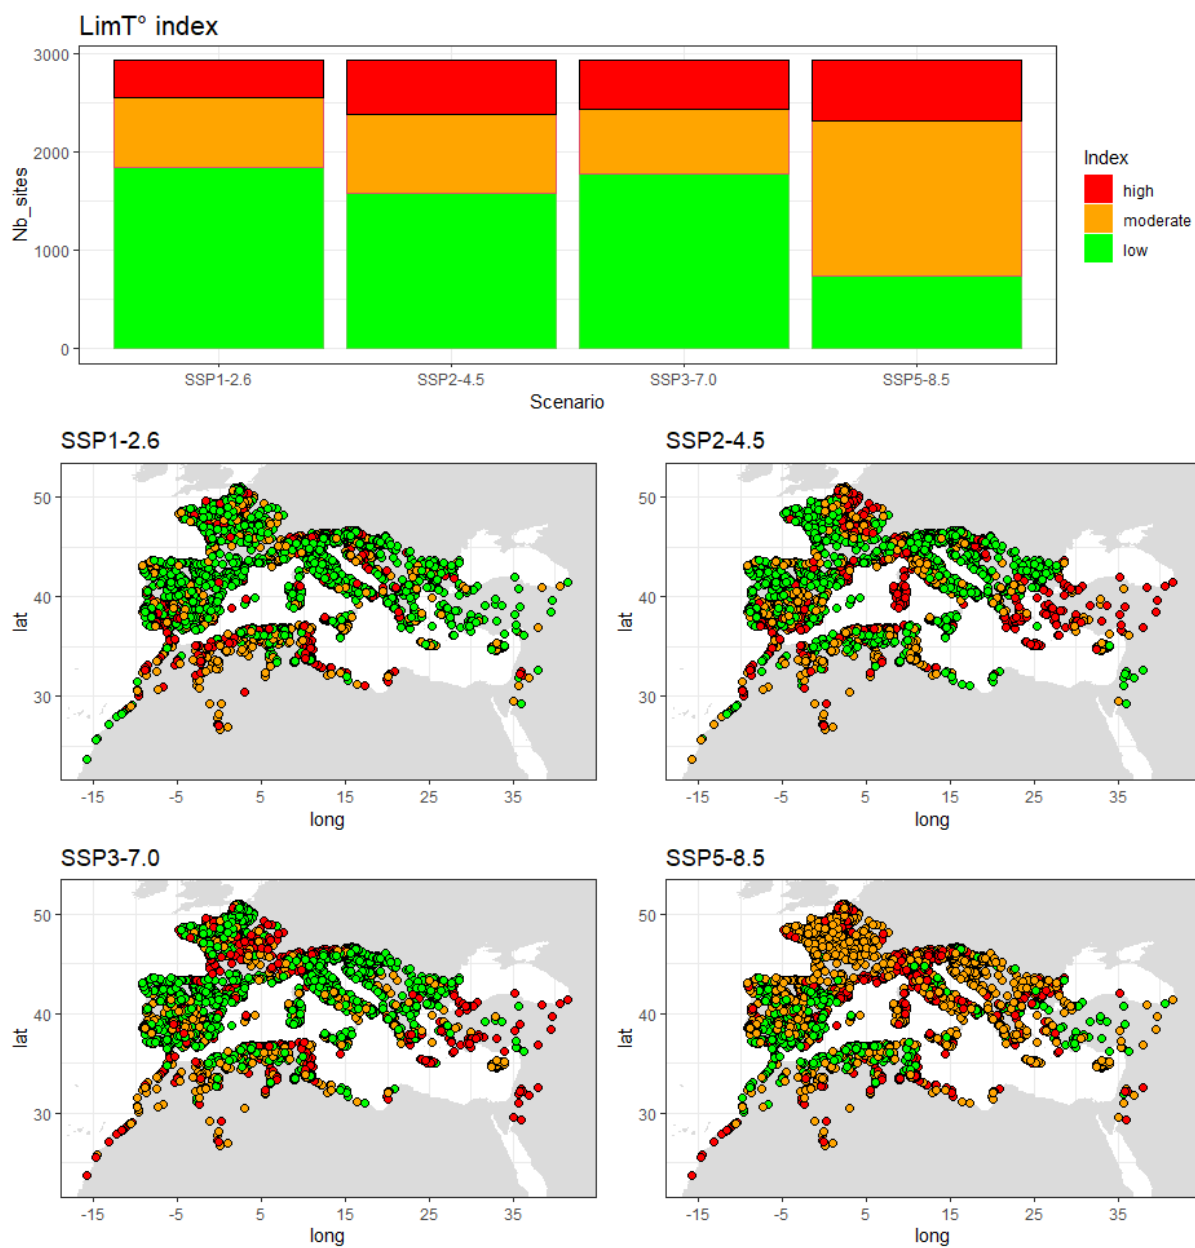 LimT° index
3000
2000
1000
0
Nb_sites
SSP1-2.6 SSP2-4.5 SSP3-7.0 SSP5-8.5
Scenario
Index
high
moderate
low
SSP1-2.6
50
40
30
lat
-15 -5 5 15 25 35
long
SSP2-4.5
50
40
30
lat
-15 -5 5 15 25 35
long
SSP3-7.0
50
40
30
lat
-15 -5 5 15 25 35
long
SSP5-8.5
50
40
30
lat
-15 -5 5 15 25 35
long